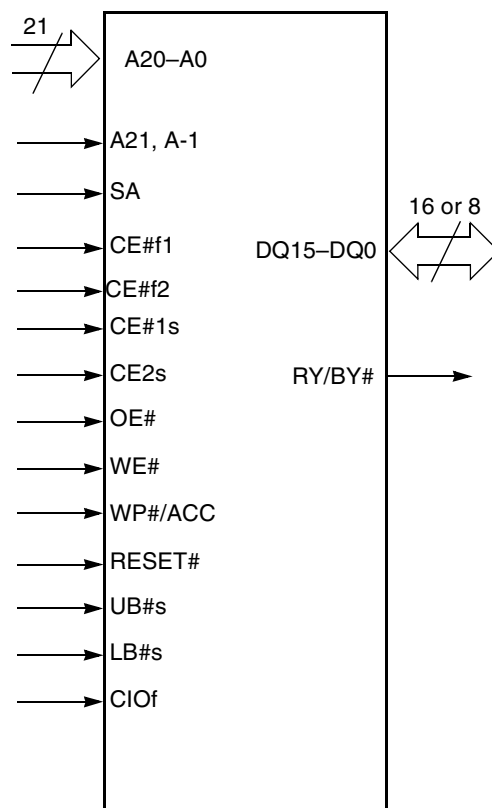 21
A20–A0
A21, A-1
SA
16 or 8
CE#f1
DQ15–DQ0
CE#f2
CE#1s
CE2s
RY/BY#
OE#
WE#
WP#/ACC
RESET#
UB#s
LB#s
CIOf